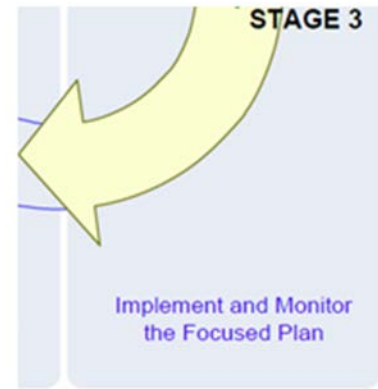 STAGE 3
Implement and Monitor
the Focused Plan